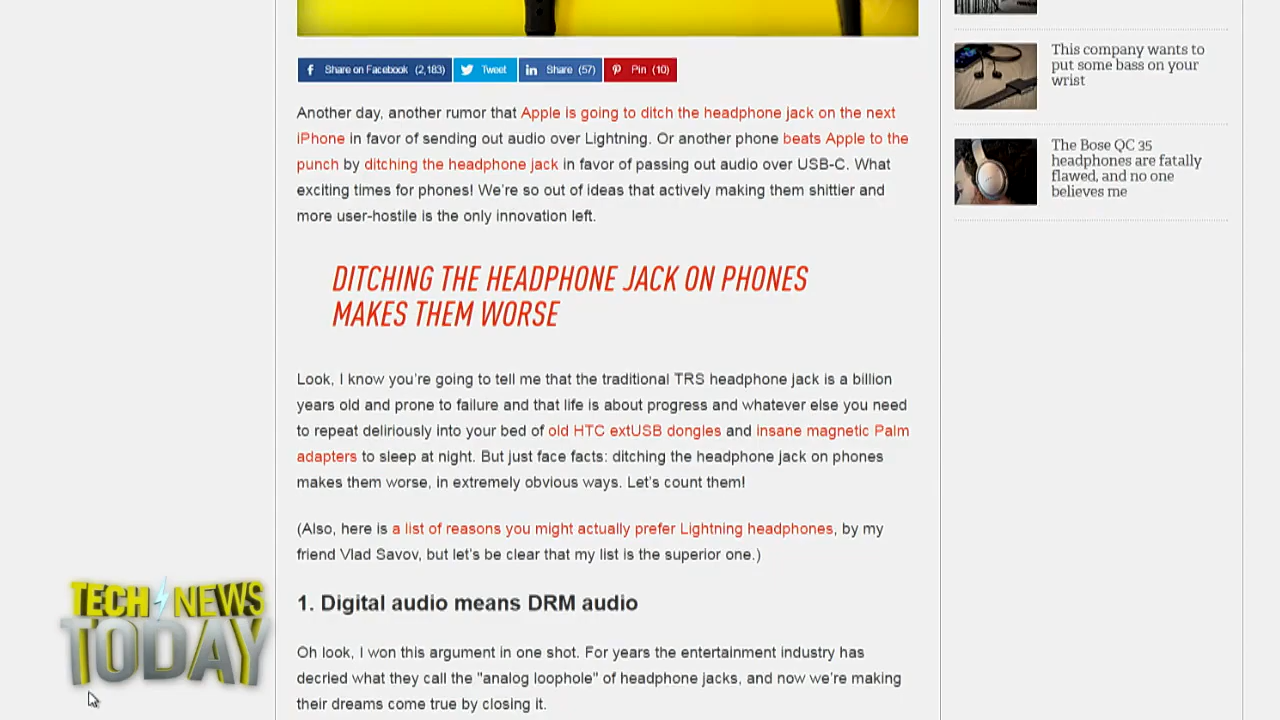 Share on Facebook (2,183)
Tweet
Share (57)
Pin (10)
Another day, another rumor that Apple is going to ditch the headphone jack on the next
iPhone in favor of sending out audio over Lightning. Or another phone beats Apple to the
punch by ditching the headphone jack in favor of passing out audio over USB-C. What
exciting times for phones! We're so out of ideas that actively making them shittier and
more user-hostile is the only innovation left.
DITCHING THE HEADPHONE JACK ON PHONES
MAKES THEM WORSE
Look, I know you're going to tell me that the traditional TRS headphone jack is a billion
years old and prone to failure and that life is about progress and whatever else you need
to repeat deliriously into your bed of old HTC extUSB dongles and insane magnetic Palm
adapters to sleep at night. But just face facts: ditching the headphone jack on phones
makes them worse, in extremely obvious ways. Let's count them!
(Also, here is a list of reasons you might actually prefer Lightning headphones, by my
friend Vlad Savov, but let's be clear that my list is the superior one.)
1. Digital audio means DRM audio
Oh look, I won this argument in one shot. For years the entertainment industry has
decried what they call the "analog loophole" of headphone jacks, and now we're making
their dreams come true by closing it.
This company wants to
put some bass on your
wrist
The Bose QC 35
headphones are fatally
flawed, and no one
believes me
TECH NEWS
TODAY